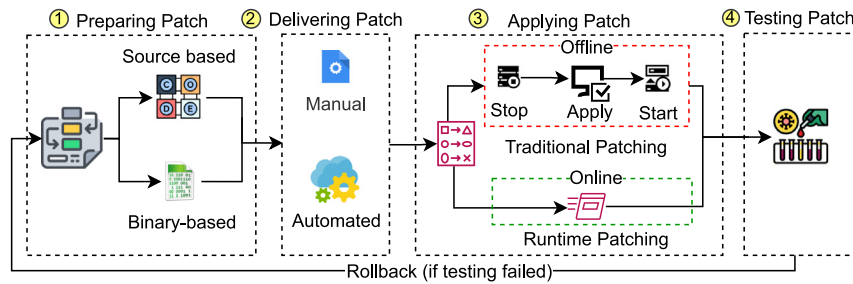 1 Preparing Patch
Source based
C O
D E
Binary-based
2 Delivering Patch
Manual
Automated
3 Applying Patch
Offline
Stop
Apply
Start
Traditional Patching
Online
Runtime Patching
4 Testing Patch
Rollback (if testing failed)